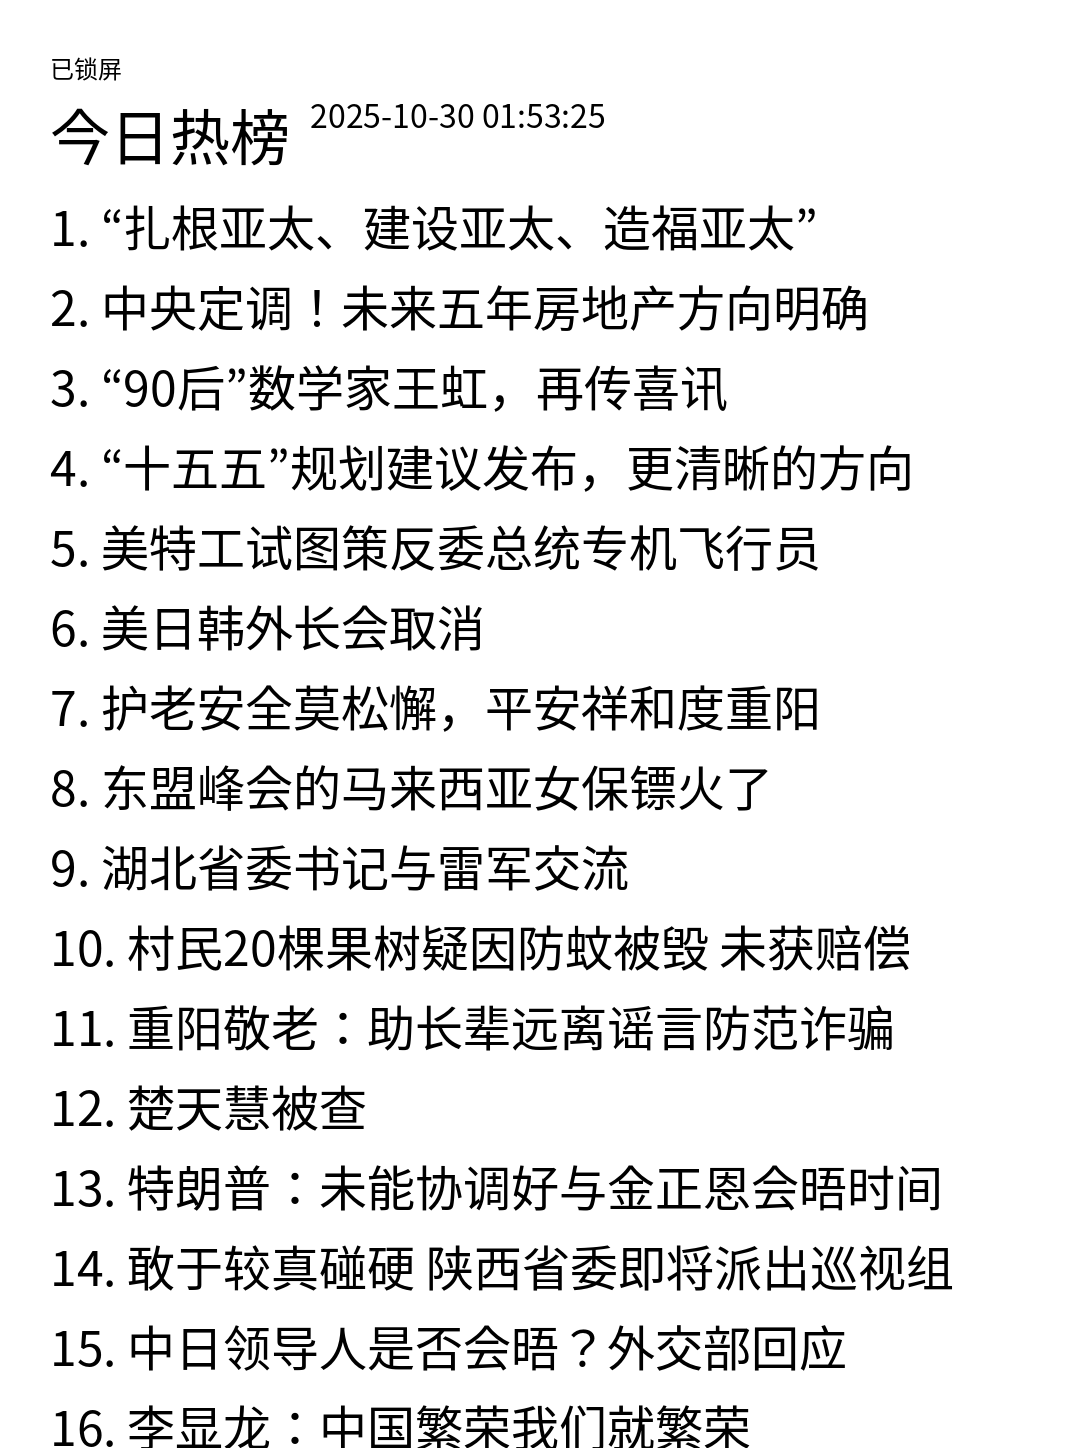 已锁屏
今日热榜 2025-10-30 01:53:25
1. “扎根亚太、建设亚太、造福亚太”
2. 中央定调！未来五年房地产方向明确
3. “90后”数学家王虹，再传喜讯
4. “十五五”规划建议发布，更清晰的方向
5. 美特工试图策反委总统专机飞行员
6. 美日韩外长会取消
7. 护老安全莫松懈，平安祥和度重阳
8. 东盟峰会的马来西亚女保镖火了
9. 湖北省委书记与雷军交流
10. 村民20棵果树疑因防蚊被毁 未获赔偿
11. 重阳敬老：助长辈远离谣言防范诈骗
12. 楚天慧被查
13. 特朗普：未能协调好与金正恩会晤时间
14. 敢于较真碰硬 陕西省委即将派出巡视组
15. 中日领导人是否会晤？外交部回应
16. 李显龙：中国繁荣我们就繁荣